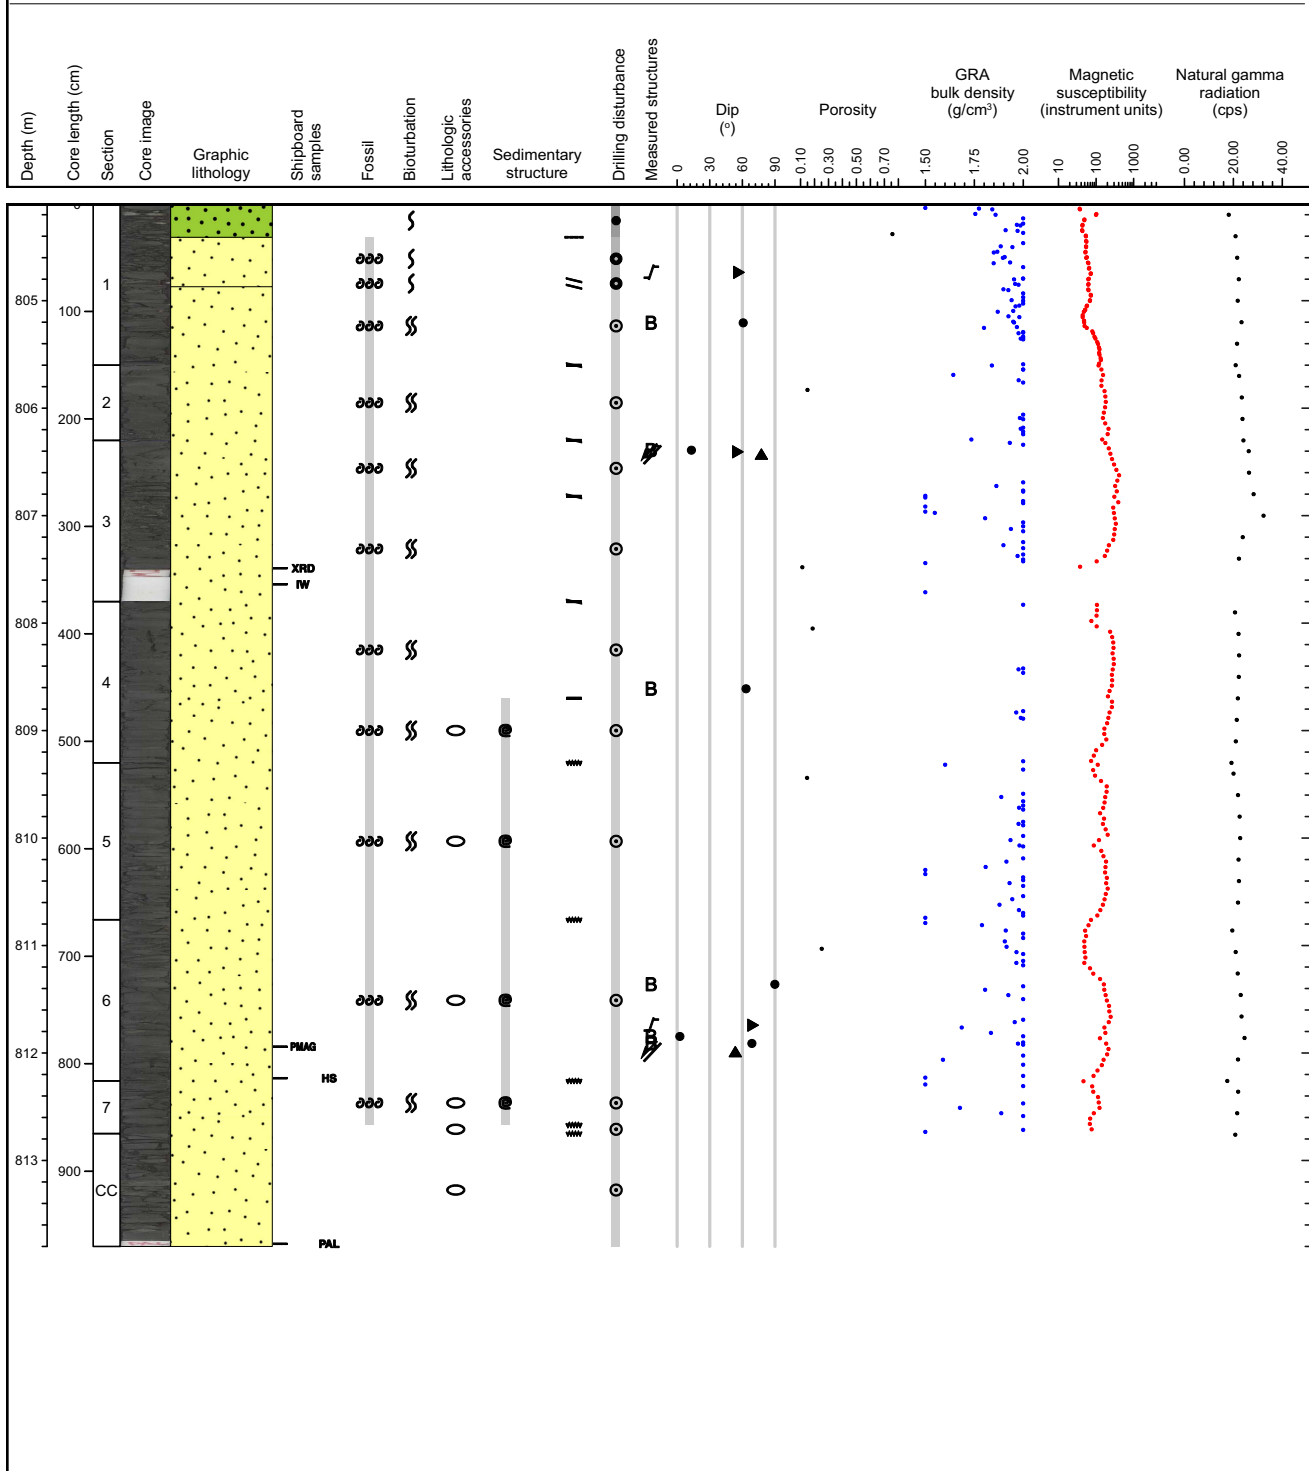 Depth (m)
Core length (cm)
Section
Core image
Graphic
lithology
Shipboard
samples
Fossil
Bioturbation
Lithologic
accessories
Sedimentary
structure
Drilling disturbance
Measured structures
Dip
(°)
0 30 60 90
Porosity
0.10 0.30 0.50 0.70
GRA
bulk density
(g/cm³)
1.50 1.75 2.00
Magnetic
susceptibility
(instrument units)
10 100 1000
Natural gamma
radiation
(cps)
0.00 20.00 40.00
1
805
100
B
2
806
200
B
3
807
300
XRD
IW
808
400
4
B
809
500
5
810
600
811
700
6
B
B
B
PMAG
812
800
HS
7
813
900
CC
PAL